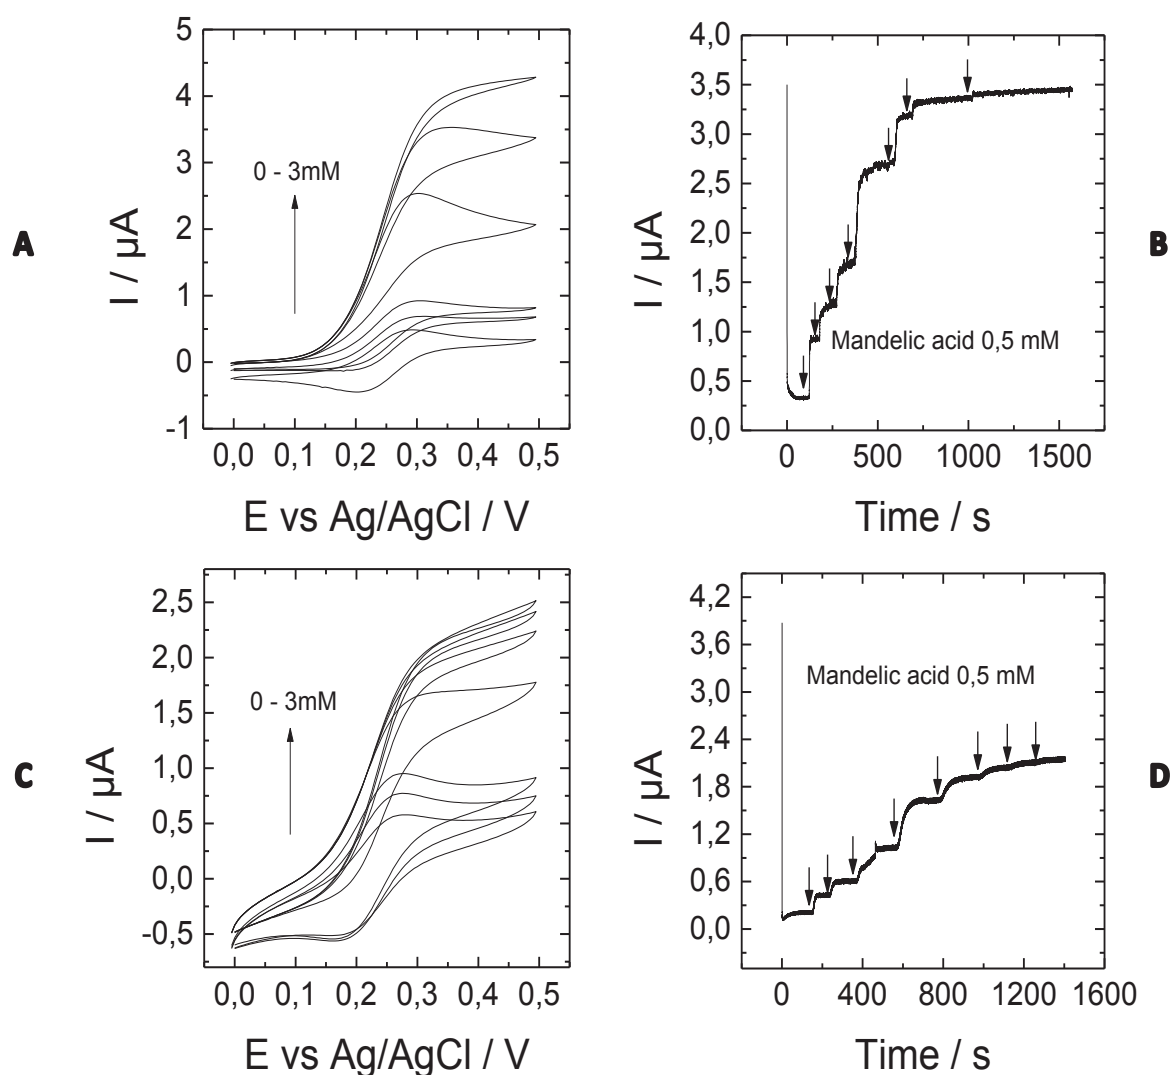 A
I / µA
5
4
3
2
1
0
-1
0 - 3mM
0,0 0,1 0,2 0,3 0,4 0,5
E vs Ag/AgCl / V
B
I / µA
4,0
3,5
3,0
2,5
2,0
1,5
1,0
0,5
0,0
Mandelic acid 0,5 mM
0 500 1000 1500
Time / s
C
I / µA
2,5
2,0
1,5
1,0
0,5
0,0
-0,5
0 - 3mM
0,0 0,1 0,2 0,3 0,4 0,5
E vs Ag/AgCl / V
D
I / µA
4,2
3,6
3,0
2,4
1,8
1,2
0,6
0,0
Mandelic acid 0,5 mM
0 400 800 1200 1600
Time / s